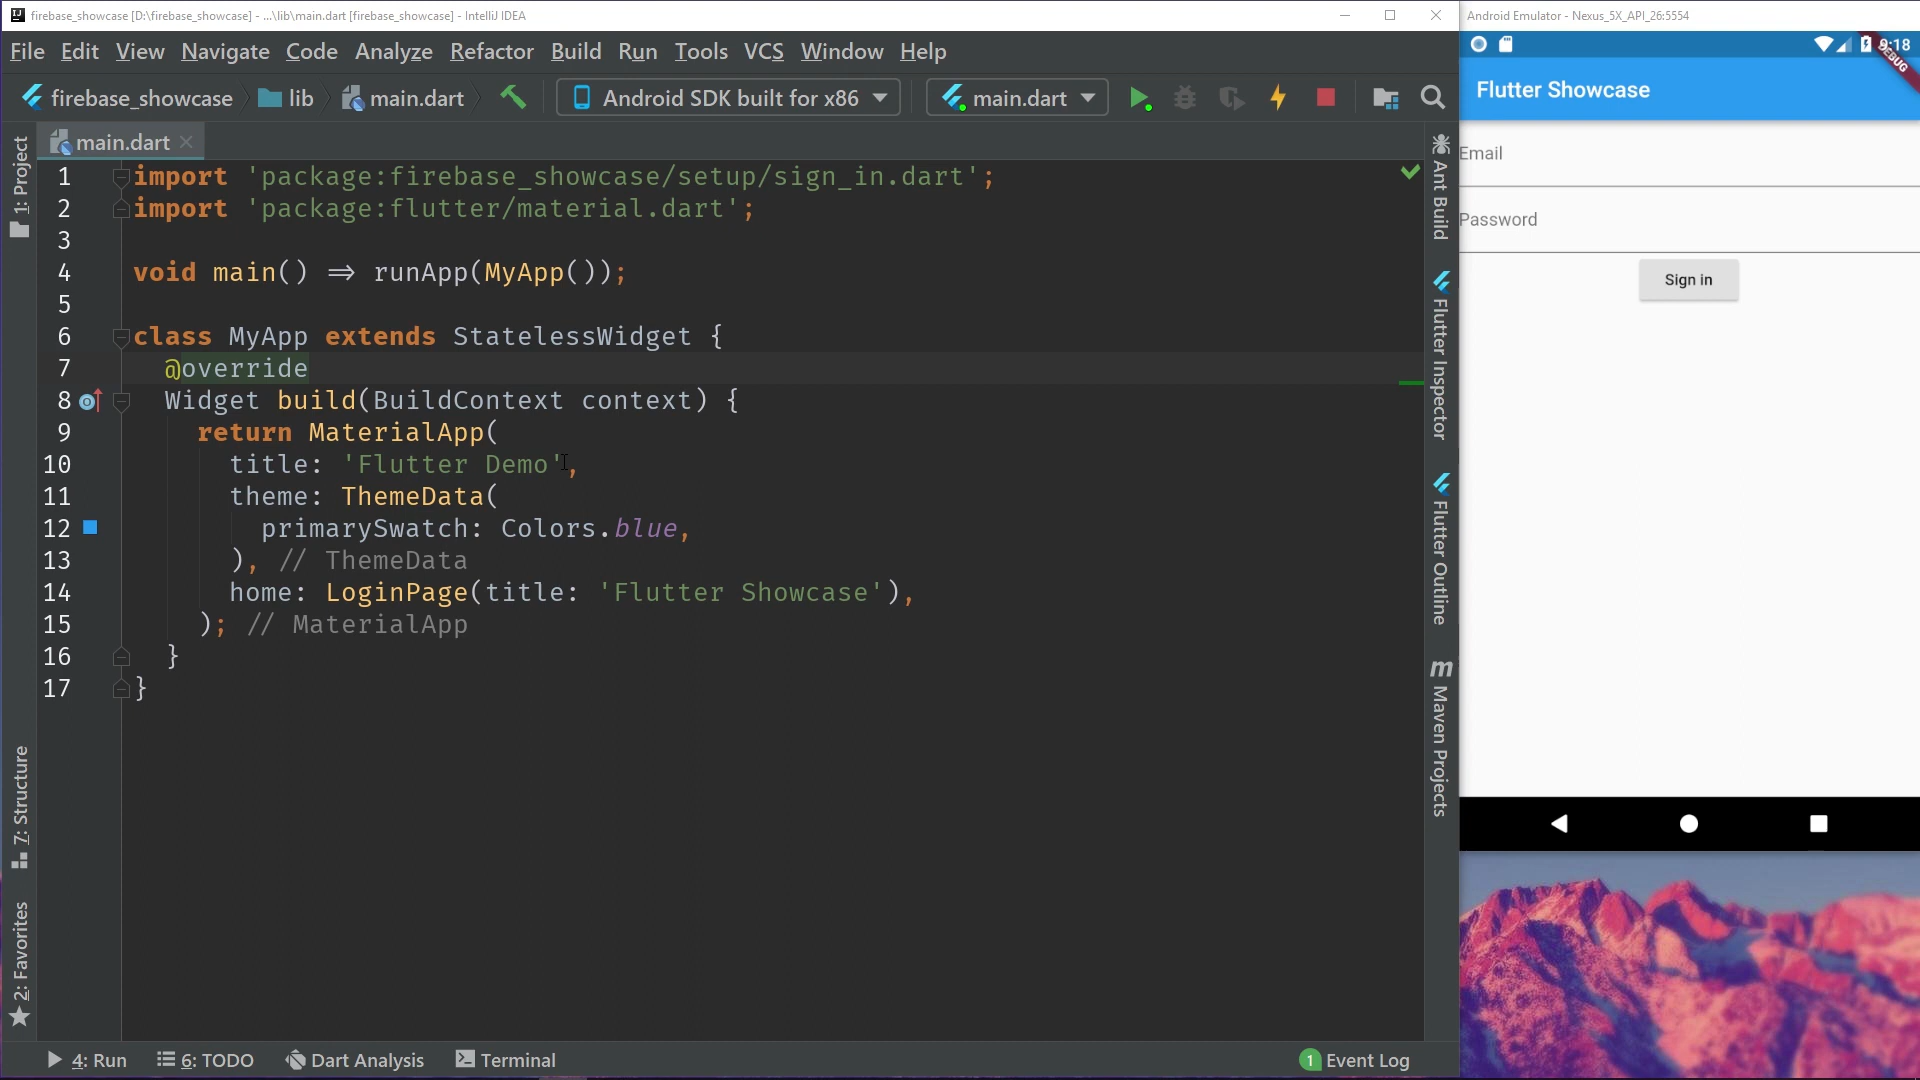 firebase_showcase [D:\firebase_showcase] - ...\lib\main.dart [firebase_showcase] - IntelliJ IDEA
File Edit View Navigate Code Analyze Refactor Build Run Tools VCS Window Help
firebase_showcase lib main.dart Android SDK built for x86 main.dart
main.dart
1 import 'package:firebase_showcase/setup/sign_in.dart';
2 import 'package:flutter/material.dart';
3
4 void main() => runApp(MyApp());
5
6 class MyApp extends StatelessWidget {
7 @override
8 Widget build(BuildContext context) {
9 return MaterialApp(
10 title: 'Flutter Demo',
11 theme: ThemeData(
12 primarySwatch: Colors.blue,
13 ), // ThemeData
14 home: LoginPage(title: 'Flutter Showcase'),
15 ); // MaterialApp
16 }
17 }
1: Project
7: Structure
2: Favorites
Ant Build
Flutter Inspector
Flutter Outline
m Maven Projects
4: Run 6: TODO Dart Analysis Terminal 1 Event Log
Android Emulator - Nexus_5X_API_26:5554
9:18
DEBUG
Flutter Showcase
Email
Password
Sign in